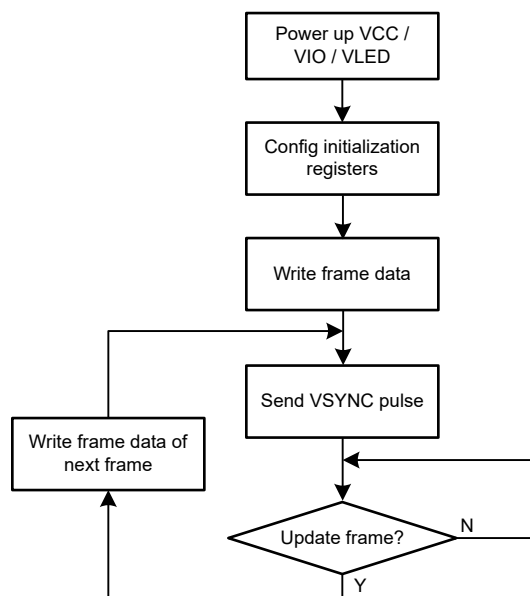 Power up VCC /
VIO / VLED
Config initialization
registers
Write frame data
Send VSYNC pulse
Write frame data of
next frame
Update frame?
N
Y